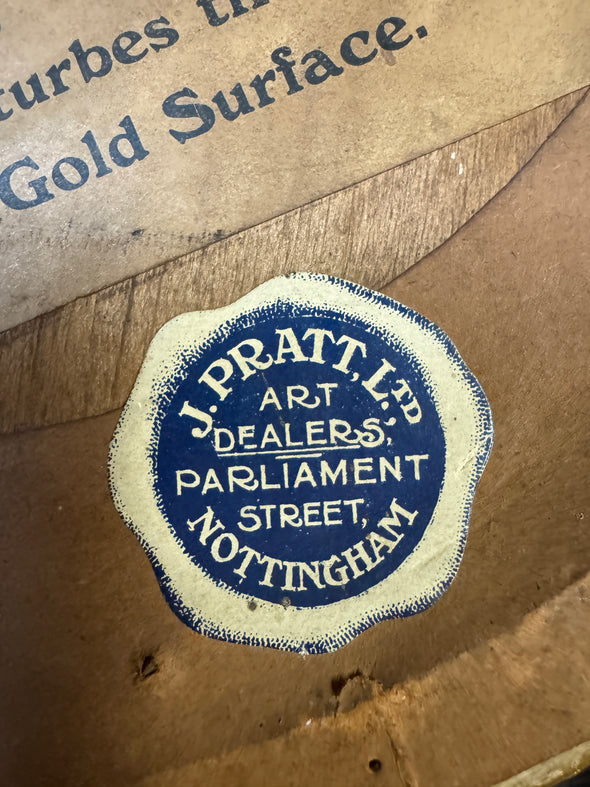 turbes th
Gold Surface.
J. PRATT, LTD
ART
DEALERS,
PARLIAMENT
STREET,
NOTTINGHAM